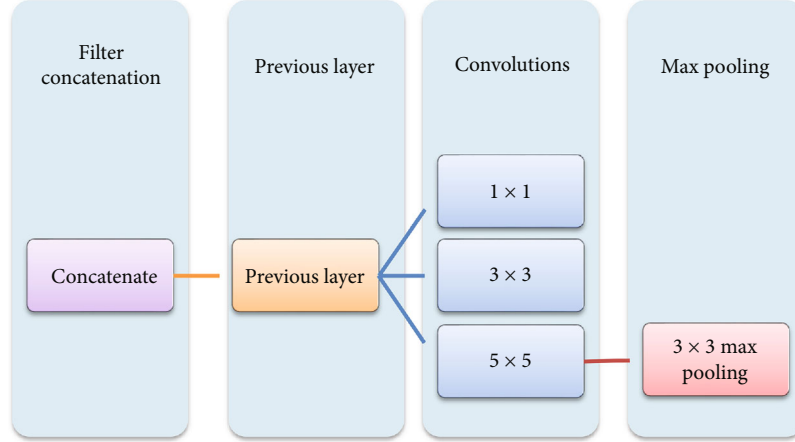 Filter
concatenation
Previous layer
Convolutions
Max pooling
1 × 1
Concatenate
Previous layer
3 × 3
5 × 5
3 × 3 max
pooling